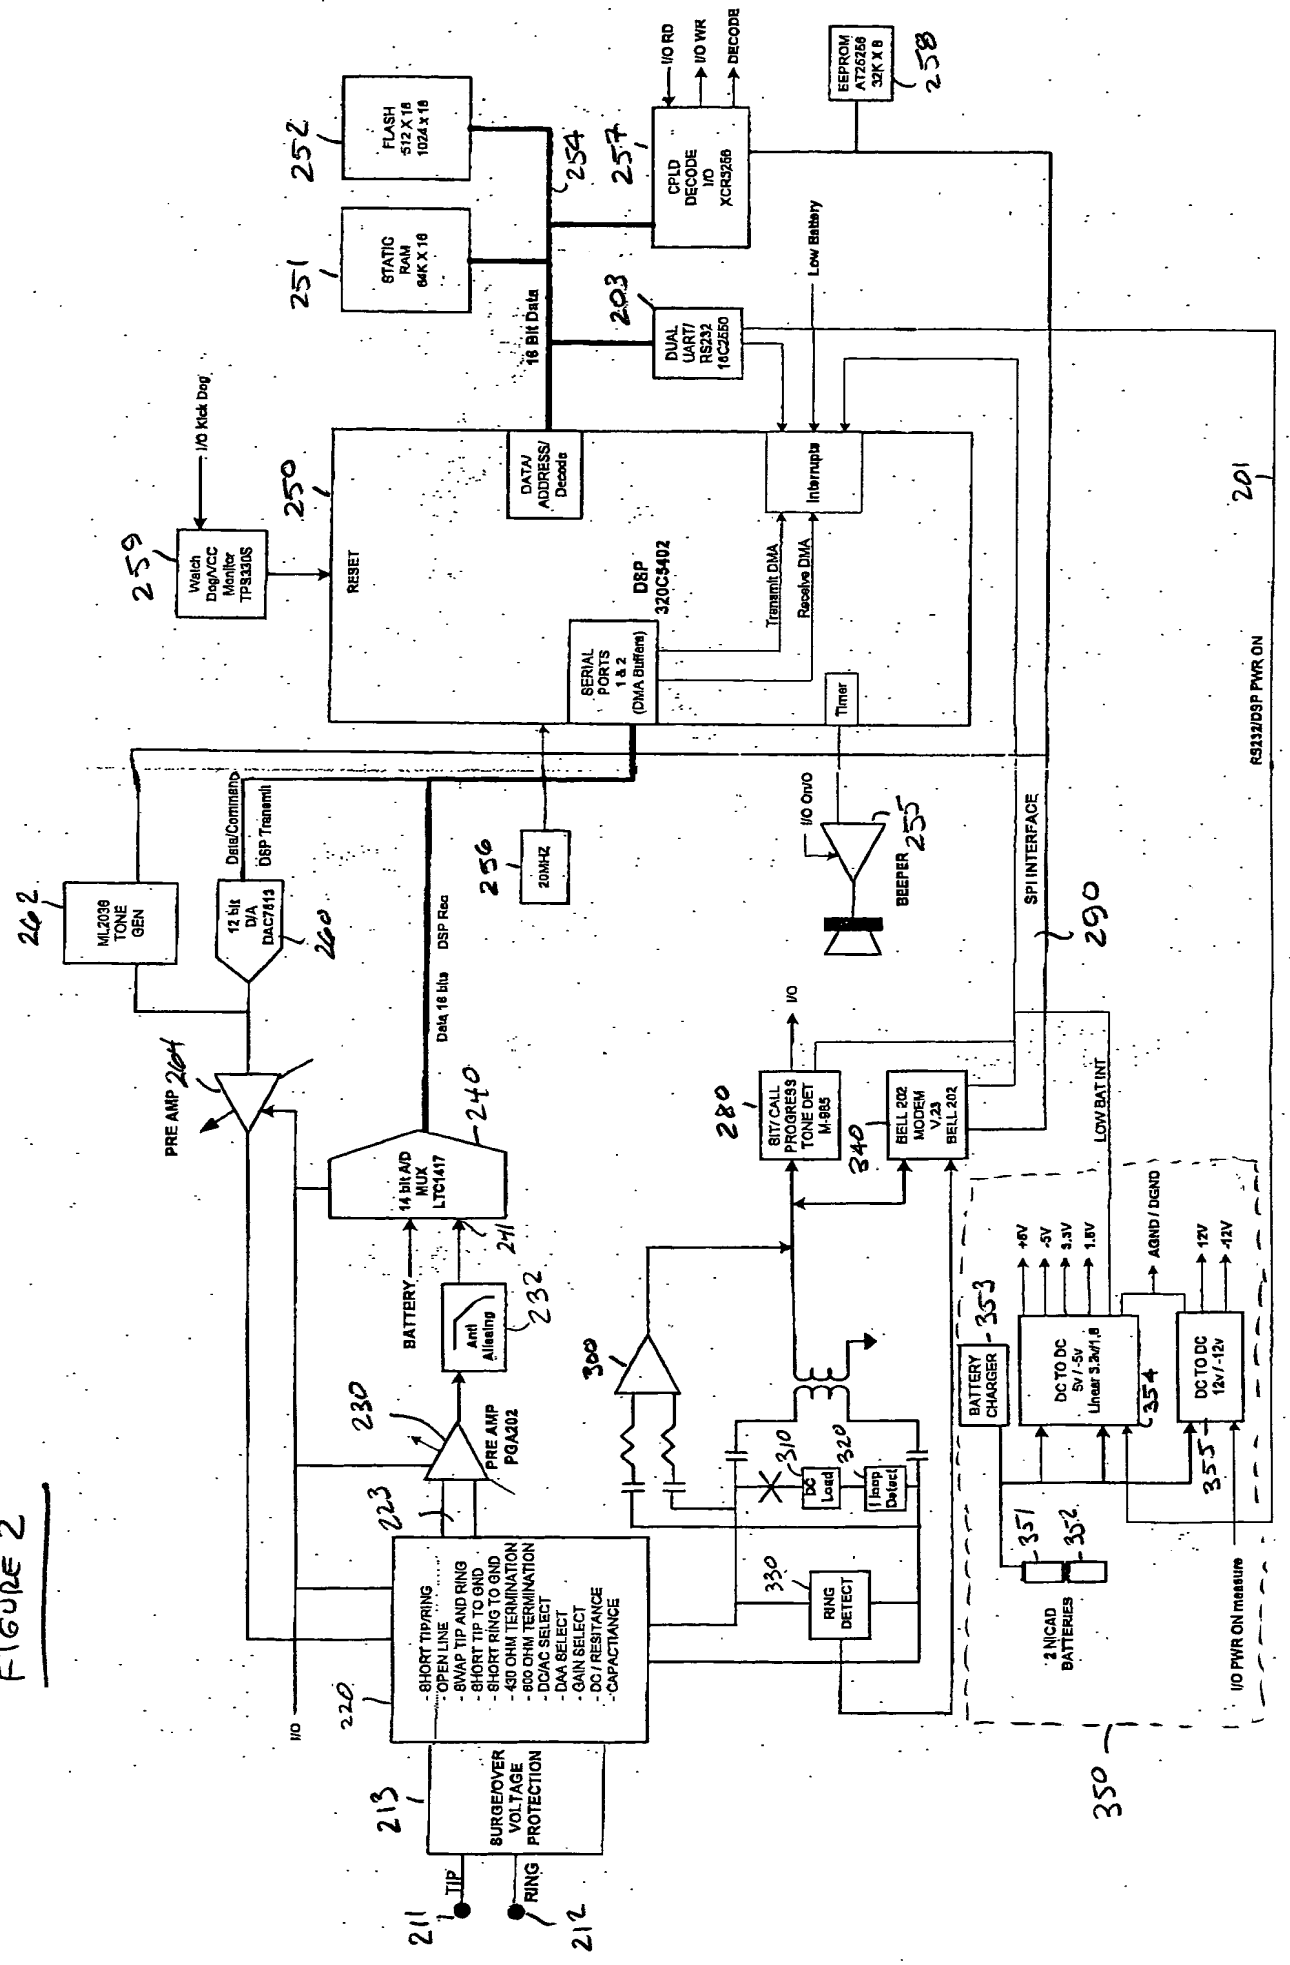 FIGURE 2
211
TIP
212
RING
213
SURGE/OVER
VOLTAGE
PROTECTION
220
- SHORT TIP/RING
- OPEN LINE
- SWAP TIP AND RING
- SHORT TIP TO GND
- SHORT RING TO GND
- 430 OHM TERMINATION
- 600 OHM TERMINATION
- DC/AC SELECT
- DAA SELECT
- GAIN SELECT
- DC / RESITANCE
- CAPACTIANCE
I/O
223
230
PRE AMP
PGA202
Anti
Aliasing
232
BATTERY
241
14 bit A/D
MUX
LTC1417
240
PRE AMP 264
262
ML2036
TONE
GEN
12 bit
D/A
DAC7613
260
Data/Command
DSP Transmit
Data 16 bits
DSP Rec
256
20MHZ
259
Watch
Dog/VCC
Monitor
TPS3305
I/O Kick Dog
250
RESET
DSP
320C5402
SERIAL
PORTS
1 & 2
(DMA Buffers)
DATA/
ADDRESS/
Decode
Transmit DMA
Receive DMA
Interrupts
Timer
16 Bit Data
251
STATIC
RAM
64K X 16
252
FLASH
512 X 16
1024 x 16
254
203
DUAL
UART/
RS232
16C2550
257
CPLD
DECODE
I/O
XCR3256
I/O RD
I/O WR
DECODE
EEPROM
AT25256
32K X 8
258
Low Battery
I/O On/O
BEEPER
255
SPI INTERFACE
290
RS232/DSP PWR ON
201
300
280
BIT/ CALL
PROGRESS
TONE DET
M-985
I/O
340
BELL 202
MODEM
V.23
BELL 202
310
DC
Load
320
I loop
Detect
330
RING
DETECT
350
2 NICAD
BATTERIES
351
352
BATTERY
CHARGER
353
DC TO DC
5v / -5v
Linear 3.3v/1.8
354
+5V
-5V
3.3V
1.8V
LOW BAT INT
AGND / DGND
DC TO DC
12v / -12v
355
12V
-12V
I/O PWR ON measure